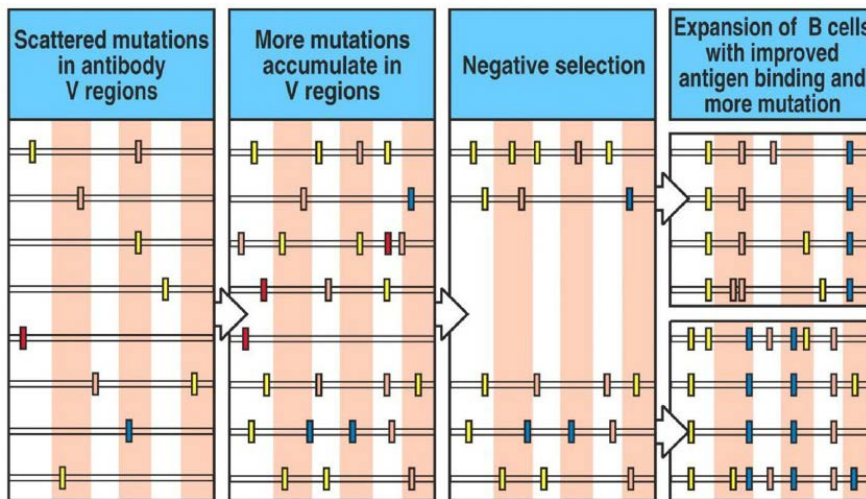 Scattered mutations
in antibody
V regions
More mutations
accumulate in
V regions
Negative selection
Expansion of B cells
with improved
antigen binding and
more mutation